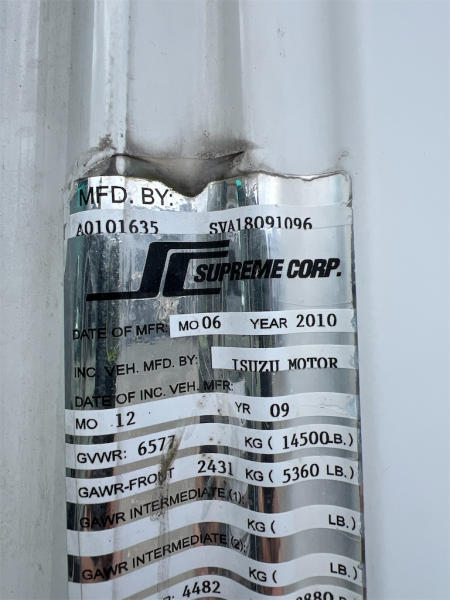 MFD. BY:
A0101635 SVA18091096
SC SUPREME CORP.
DATE OF MFR: MO 06 YEAR 2010
INC. VEH. MFD. BY: ISUZU MOTOR
DATE OF INC. VEH. MFR:
MO 12 YR 09
GVWR: 6577 KG ( 14500LB.)
GAWR-FRONT 2431 KG ( 5360 LB.)
GAWR INTERMEDIATE (1): KG ( LB.)
GAWR INTERMEDIATE (2): KG ( LB.)
4482 LB.)